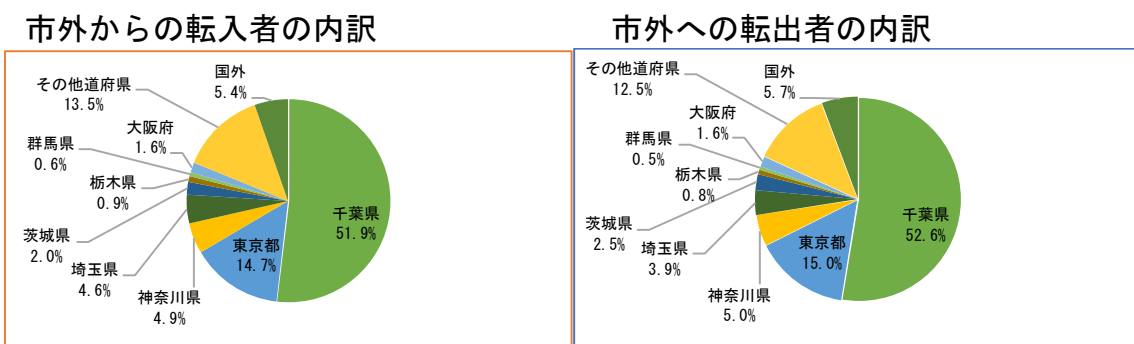 市外からの転入者の内訳
国外
5.4%
その他道府県
13.5%
大阪府
1.6%
群馬県
0.6%
栃木県
0.9%
茨城県
2.0%
埼玉県
4.6%
神奈川県
4.9%
東京都
14.7%
千葉県
51.9%
市外への転出者の内訳
国外
5.7%
その他道府県
12.5%
大阪府
1.6%
群馬県
0.5%
栃木県
0.8%
茨城県
2.5%
埼玉県
3.9%
神奈川県
5.0%
東京都
15.0%
千葉県
52.6%